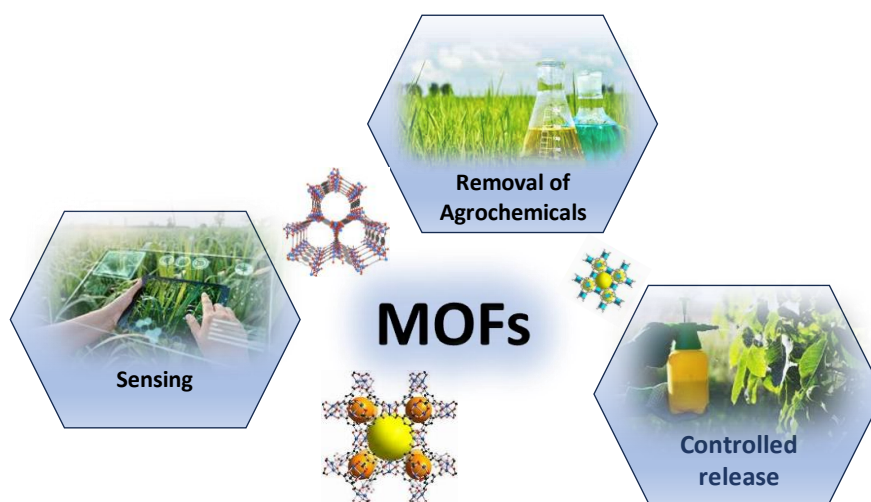 Removal of
Agrochemicals
MOFs
Sensing
Controlled
release